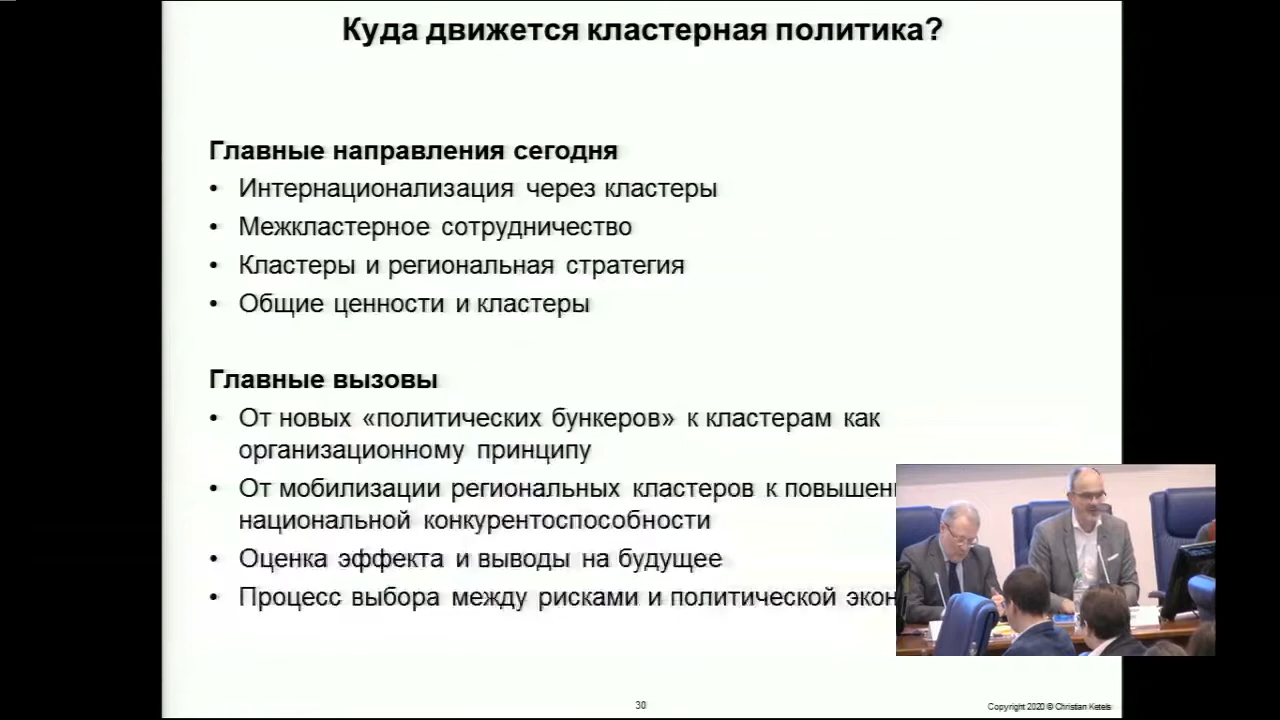 Куда движется кластерная политика?
Главные направления сегодня
• Интернационализация через кластеры
• Межкластерное сотрудничество
• Кластеры и региональная стратегия
• Общие ценности и кластеры
Главные вызовы
• От новых «политических бункеров» к кластерам как
организационному принципу
• От мобилизации региональных кластеров к
национальной конкурентоспособности
• Оценка эффекта и выводы на будущее
• Процесс выбора между рисками и политической
30
Copyright 2020 © Christian Ketels